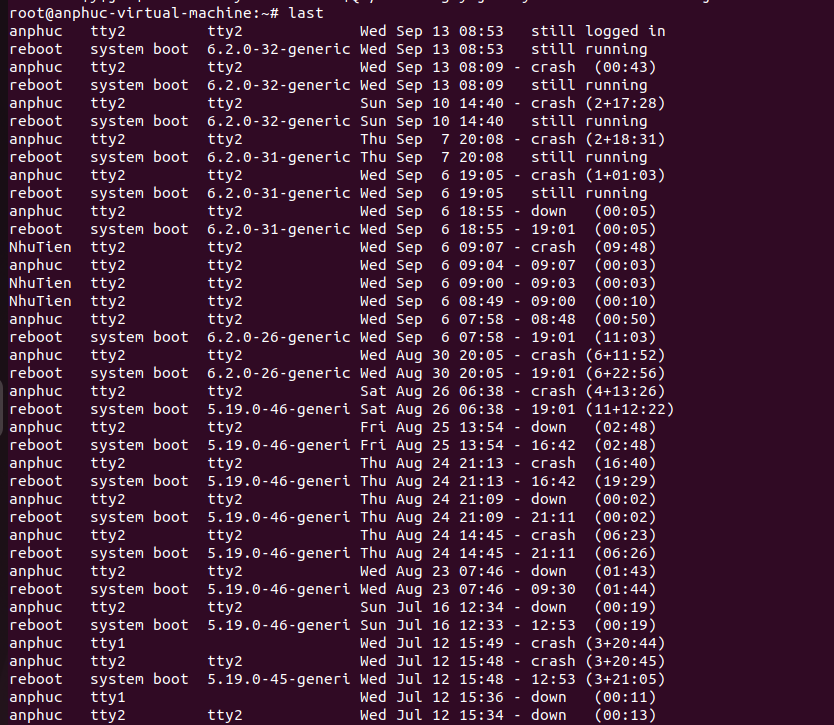 root@anphuc-virtual-machine:~# last
anphuc   tty2         tty2             Wed Sep 13 08:53   still logged in
reboot   system boot  6.2.0-32-generic Wed Sep 13 08:53   still running
anphuc   tty2         tty2             Wed Sep 13 08:09 - crash  (00:43)
reboot   system boot  6.2.0-32-generic Wed Sep 13 08:09   still running
anphuc   tty2         tty2             Sun Sep 10 14:40 - crash (2+17:28)
reboot   system boot  6.2.0-32-generic Sun Sep 10 14:40   still running
anphuc   tty2         tty2             Thu Sep  7 20:08 - crash (2+18:31)
reboot   system boot  6.2.0-31-generic Thu Sep  7 20:08   still running
anphuc   tty2         tty2             Wed Sep  6 19:05 - crash (1+01:03)
reboot   system boot  6.2.0-31-generic Wed Sep  6 19:05   still running
anphuc   tty2         tty2             Wed Sep  6 18:55 - down   (00:05)
reboot   system boot  6.2.0-31-generic Wed Sep  6 18:55 - 19:01  (00:05)
NhuTien  tty2         tty2             Wed Sep  6 09:07 - crash  (09:48)
anphuc   tty2         tty2             Wed Sep  6 09:04 - 09:07  (00:03)
NhuTien  tty2         tty2             Wed Sep  6 09:00 - 09:03  (00:03)
NhuTien  tty2         tty2             Wed Sep  6 08:49 - 09:00  (00:10)
anphuc   tty2         tty2             Wed Sep  6 07:58 - 08:48  (00:50)
reboot   system boot  6.2.0-26-generic Wed Sep  6 07:58 - 19:01  (11:03)
anphuc   tty2         tty2             Wed Aug 30 20:05 - crash (6+11:52)
reboot   system boot  6.2.0-26-generic Wed Aug 30 20:05 - 19:01 (6+22:56)
anphuc   tty2         tty2             Sat Aug 26 06:38 - crash (4+13:26)
reboot   system boot  5.19.0-46-generi Sat Aug 26 06:38 - 19:01 (11+12:22)
anphuc   tty2         tty2             Fri Aug 25 13:54 - down   (02:48)
reboot   system boot  5.19.0-46-generi Fri Aug 25 13:54 - 16:42  (02:48)
anphuc   tty2         tty2             Thu Aug 24 21:13 - crash  (16:40)
reboot   system boot  5.19.0-46-generi Thu Aug 24 21:13 - 16:42  (19:29)
anphuc   tty2         tty2             Thu Aug 24 21:09 - down   (00:02)
reboot   system boot  5.19.0-46-generi Thu Aug 24 21:09 - 21:11  (00:02)
anphuc   tty2         tty2             Thu Aug 24 14:45 - crash  (06:23)
reboot   system boot  5.19.0-46-generi Thu Aug 24 14:45 - 21:11  (06:26)
anphuc   tty2         tty2             Wed Aug 23 07:46 - down   (01:43)
reboot   system boot  5.19.0-46-generi Wed Aug 23 07:46 - 09:30  (01:44)
anphuc   tty2         tty2             Sun Jul 16 12:34 - down   (00:19)
reboot   system boot  5.19.0-46-generi Sun Jul 16 12:33 - 12:53  (00:19)
anphuc   tty1                          Wed Jul 12 15:49 - crash (3+20:44)
anphuc   tty2         tty2             Wed Jul 12 15:48 - crash (3+20:45)
reboot   system boot  5.19.0-45-generi Wed Jul 12 15:48 - 12:53 (3+21:05)
anphuc   tty1                          Wed Jul 12 15:36 - down   (00:11)
anphuc   tty2         tty2             Wed Jul 12 15:34 - down   (00:13)